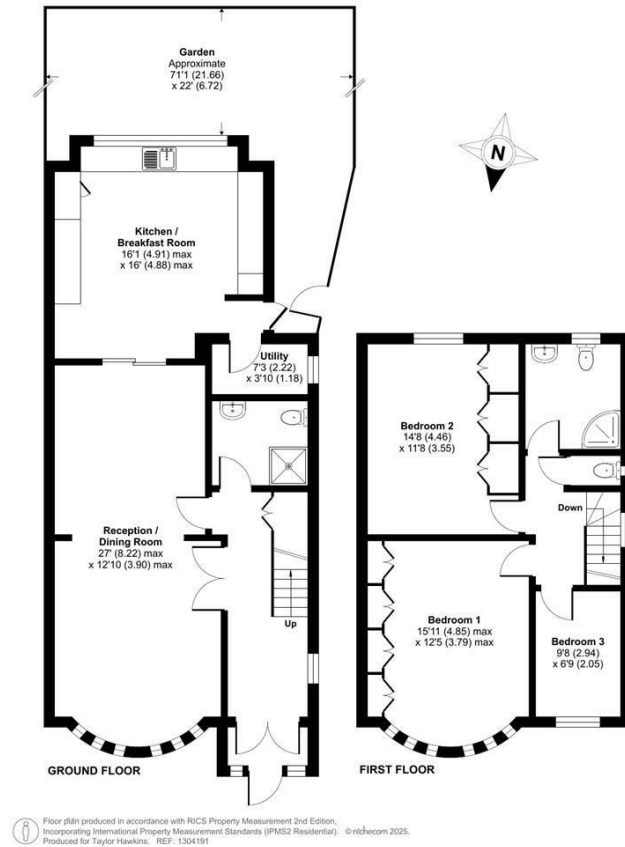 Garden
Approximate
71'1 (21.66)
x 22' (6.72)
N
Kitchen /
Breakfast Room
16'1 (4.91) max
x 16' (4.88) max
Utility
7'3 (2.22)
x 3'10 (1.18)
Bedroom 2
14'8 (4.46)
x 11'8 (3.55)
Down
Reception /
Dining Room
27' (8.22) max
x 12'10 (3.90) max
Up
Bedroom 1
15'11 (4.85) max
x 12'5 (3.79) max
Bedroom 3
9'8 (2.94)
x 6'9 (2.05)
GROUND FLOOR
FIRST FLOOR
Floor plan produced in accordance with RICS Property Measurement 2nd Edition,
Incorporating International Property Measurement Standards (IPMS2 Residential). ©nichecom 2025.
Produced for Taylor Hawkins. REF: 1304191